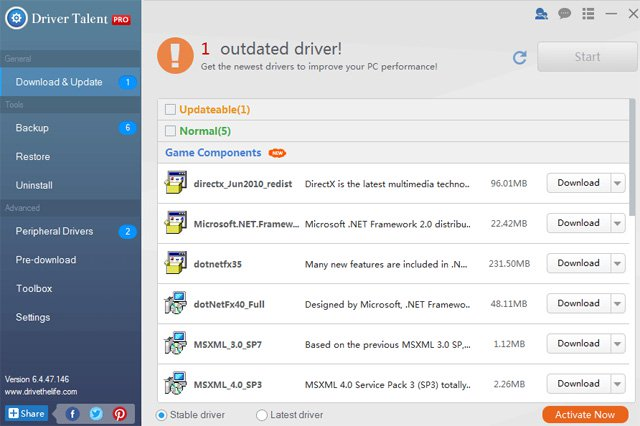 Driver Talent PRO
General
Download & Update 1
Tools
Backup 6
Restore
Uninstall
Advanced
Peripheral Drivers 2
Pre-download
Toolbox
Settings
Version 6.4.47.146
www.drivethelife.com
Share
1 outdated driver!
Get the newest drivers to improve your PC performance!
Start
Updateable(1)
Normal(5)
Game Components NEW
directx_Jun2010_redist DirectX is the latest multimedia techno.. 96.01MB Download
Microsoft.NET.Framew... Microsoft .NET Framework 2.0 distribu.. 22.42MB Download
dotnetfx35 Many new features are included in .N... 231.50MB Download
dotNetFx40_Full Designed by Microsoft, .NET Framewo... 48.11MB Download
MSXML_3.0_SP7 Based on the previous MSXML 3.0 SP,... 1.12MB Download
MSXML_4.0_SP3 MSXML 4.0 Service Pack 3 (SP3) totally.. 2.26MB Download
Stable driver Latest driver Activate Now